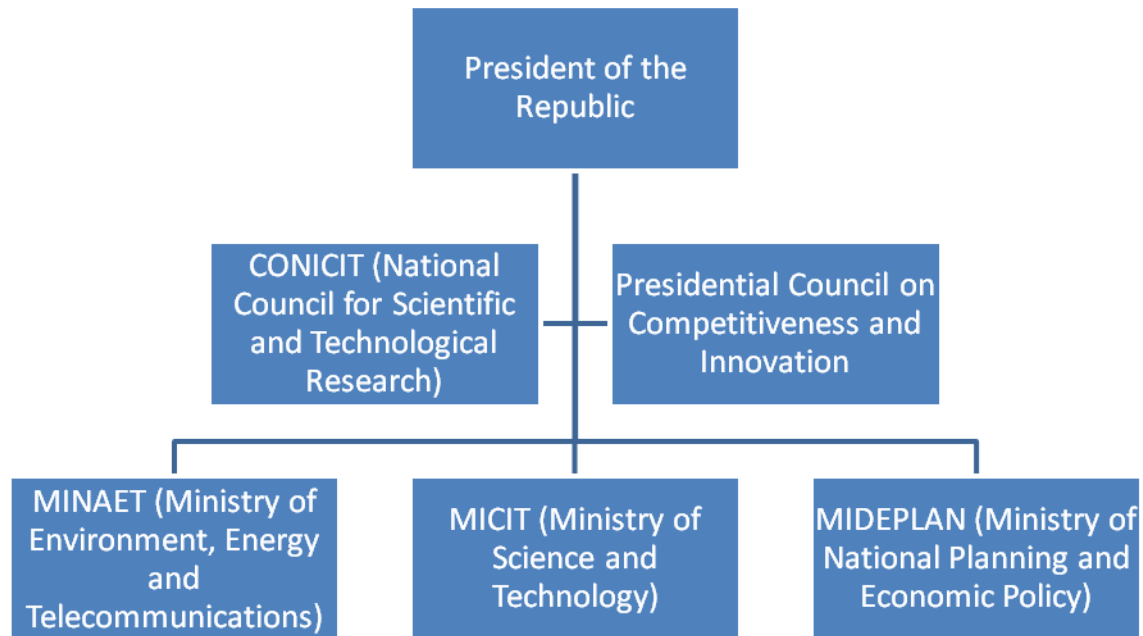 President of the
Republic
CONICIT (National
Council for Scientific
and Technological
Research)
Presidential Council on
Competitiveness and
Innovation
MINAET (Ministry of
Environment, Energy
and
Telecommunications)
MICIT (Ministry of
Science and
Technology)
MIDEPLAN (Ministry of
National Planning and
Economic Policy)